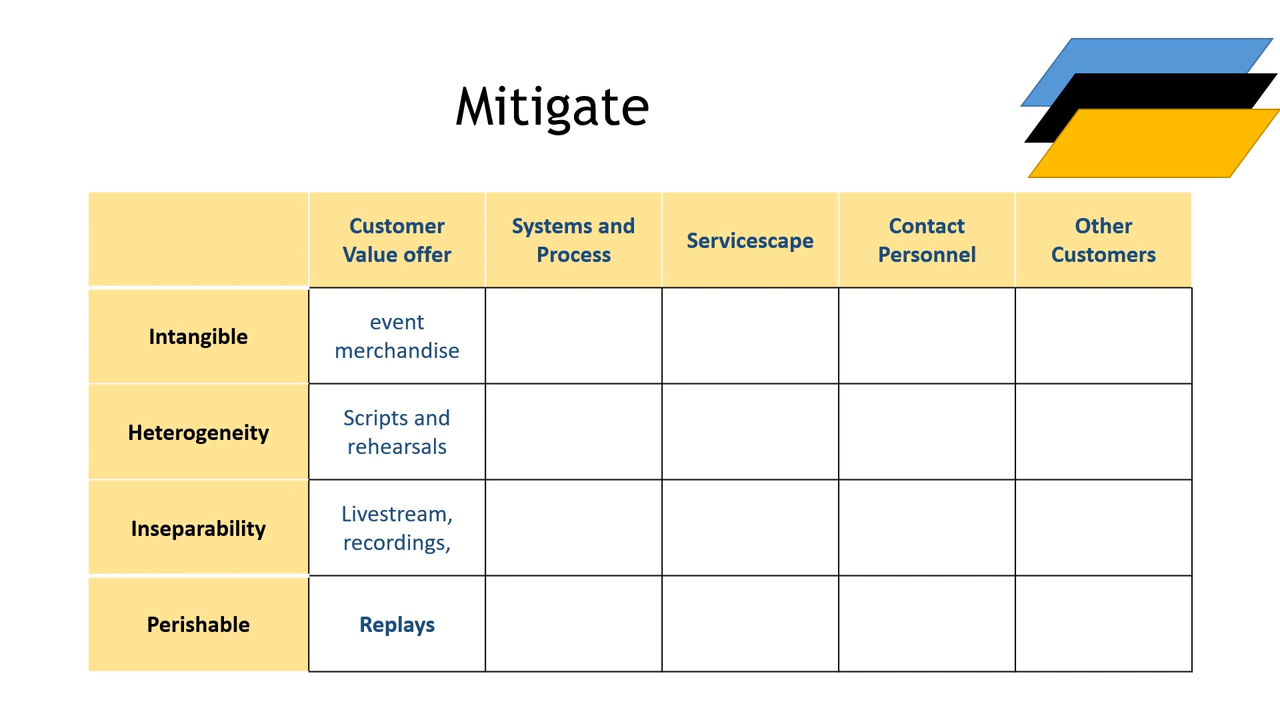 Mitigate
Customer
Value offer
Systems and
Process
Servicescape
Contact
Personnel
Other
Customers
Intangible
event
merchandise
Heterogeneity
Scripts and
rehearsals
Inseparability
Livestream,
recordings,
Perishable
Replays